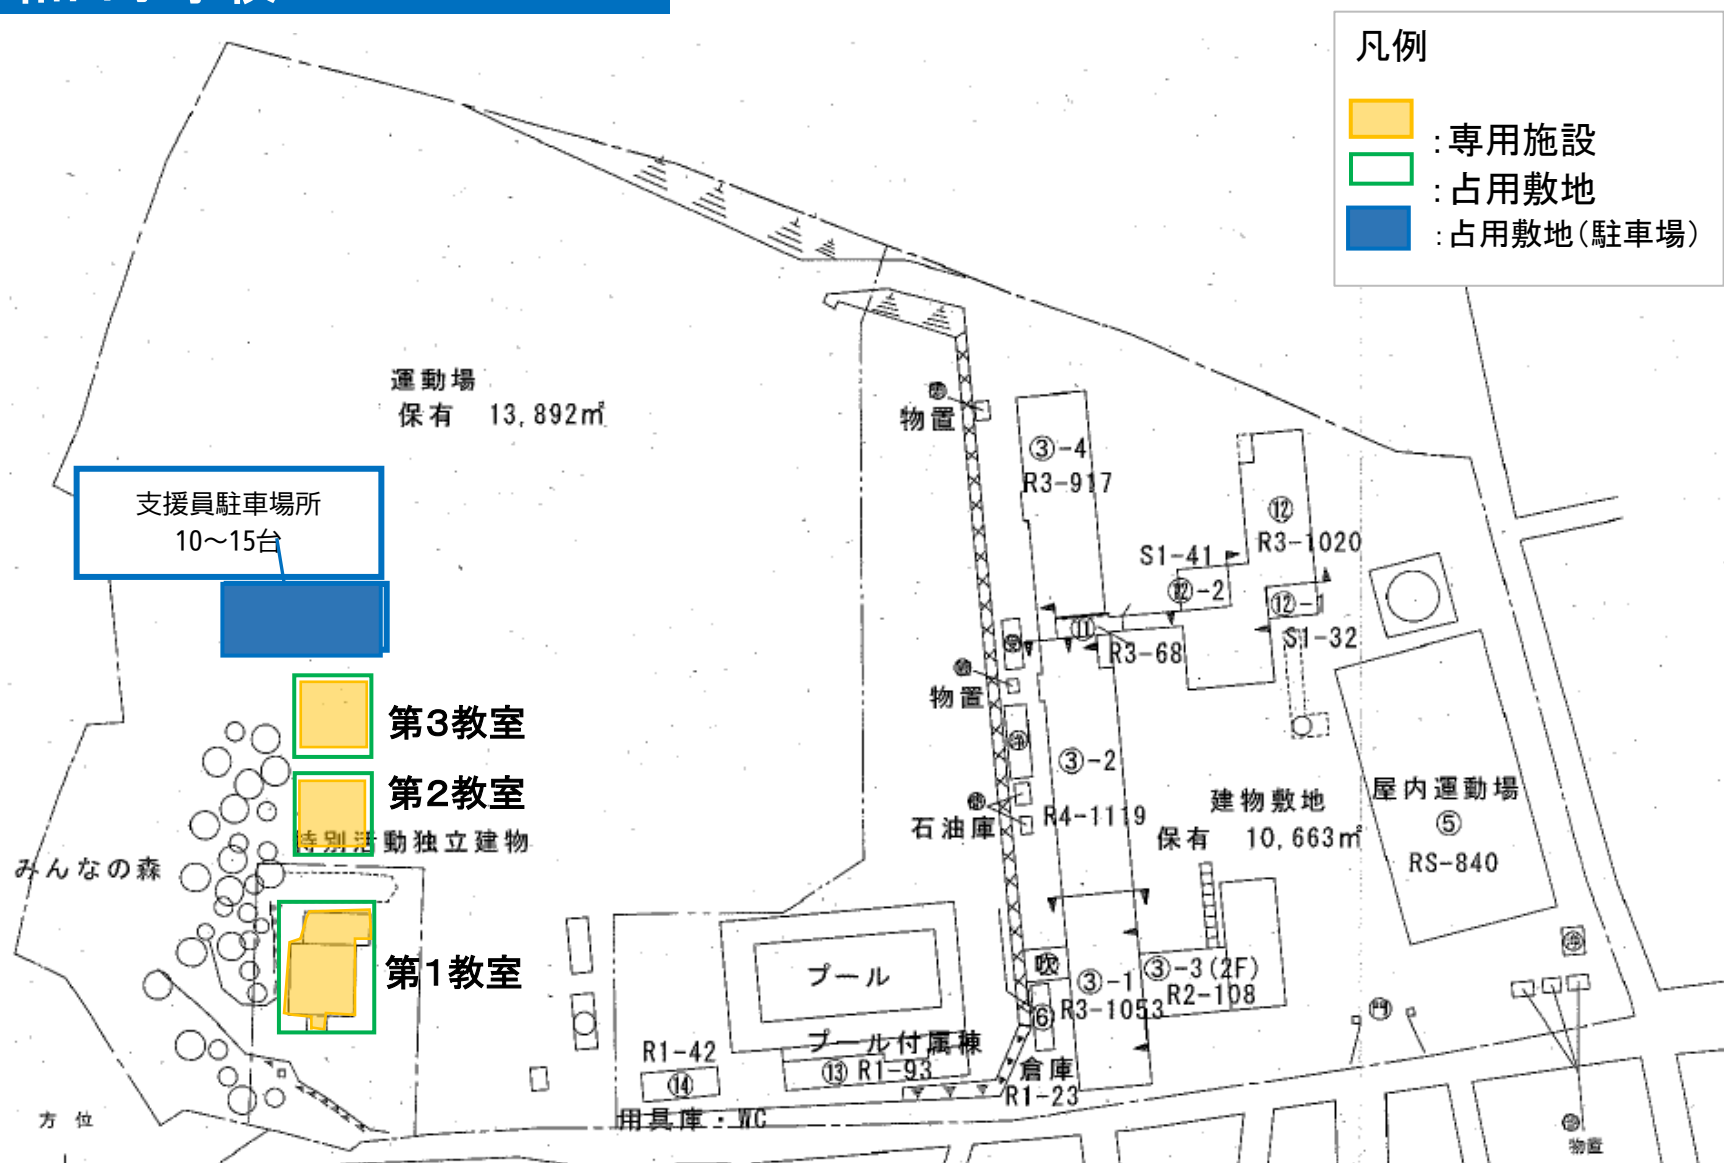 凡例
：専用施設
：占用敷地
：占用敷地（駐車場）
運動場
保有 13,892㎡
物置
③-4
R3-917
支援員駐車場所
10～15台
⑫
R3-1020
S1-41
⑫-2
⑫-1
S1-32
⑪
R3-68
物置
第3教室
③-2
第2教室
石油庫
R4-1119
建物敷地
保有 10,663㎡
屋内運動場
⑤
RS-840
特別活動独立建物
みんなの森
第1教室
プール
吹
③-1
R3-1053
③-3(2F)
R2-108
⑥
プール付属棟
⑬ R1-93
倉庫
R1-23
R1-42
⑭
用具庫・WC
門
方 位
物置